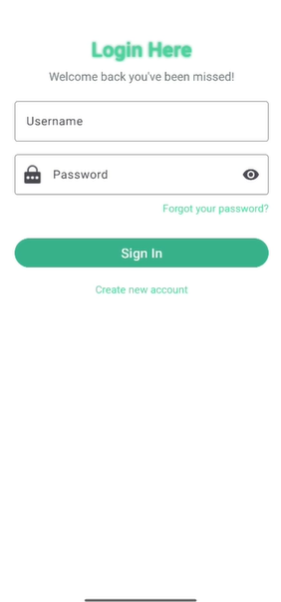 Login Here
Welcome back you've been missed!
Username
Password
Forgot your password?
Sign In
Create new account